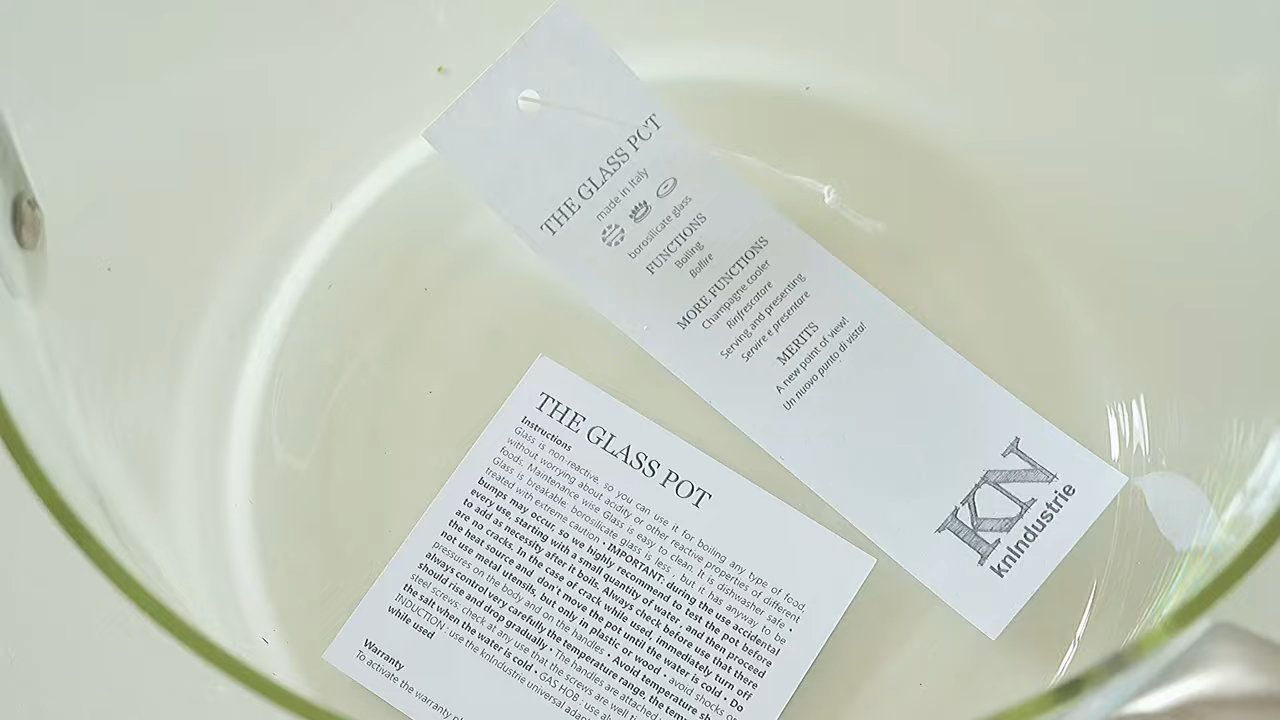 THE GLASS POT
made in Italy
borosilicate glass
FUNCTIONS
Boiling
Bollire
MORE FUNCTIONS
Champagne cooler
Rinfrescatore
Serving and presenting
Servire e presentare
MERITS
A new point of view!
Un nuovo punto di vista!
KN
knIndustrie
THE GLASS POT
Instructions
Glass is non-reactive, so you can use it for boiling any type of food,
without worrying about acidity or other reactive properties of different
foods. Maintenance wise Glass is easy to clean, it is dishwasher safe •
Glass is breakable, borosilicate glass is less , but it has anyway to be
treated with extreme caution • IMPORTANT: during the use accidental
bumps may occur, so we highly recommend to test the pot before
every use, starting with a small quantity of water, and then proceed
to add as necessity after it boils. Always check before use that there
are no cracks. In the case of crack while used, immediately turn off
the heat source and don't move the pot until the water is cold • Do
not use metal utensils, but only in plastic or wood • avoid shocks or
pressures on the body and on the handles • Avoid temperature sh
always control very carefully the temperature range, the tem
should rise and drop gradually • The handles are attached
steel screws, check at any use that the screws are well t
the salt when the water is cold • GAS HOB : use al
INDUCTION : use the knIndustrie universal adap
while used
Warranty
To activate the warranty pl